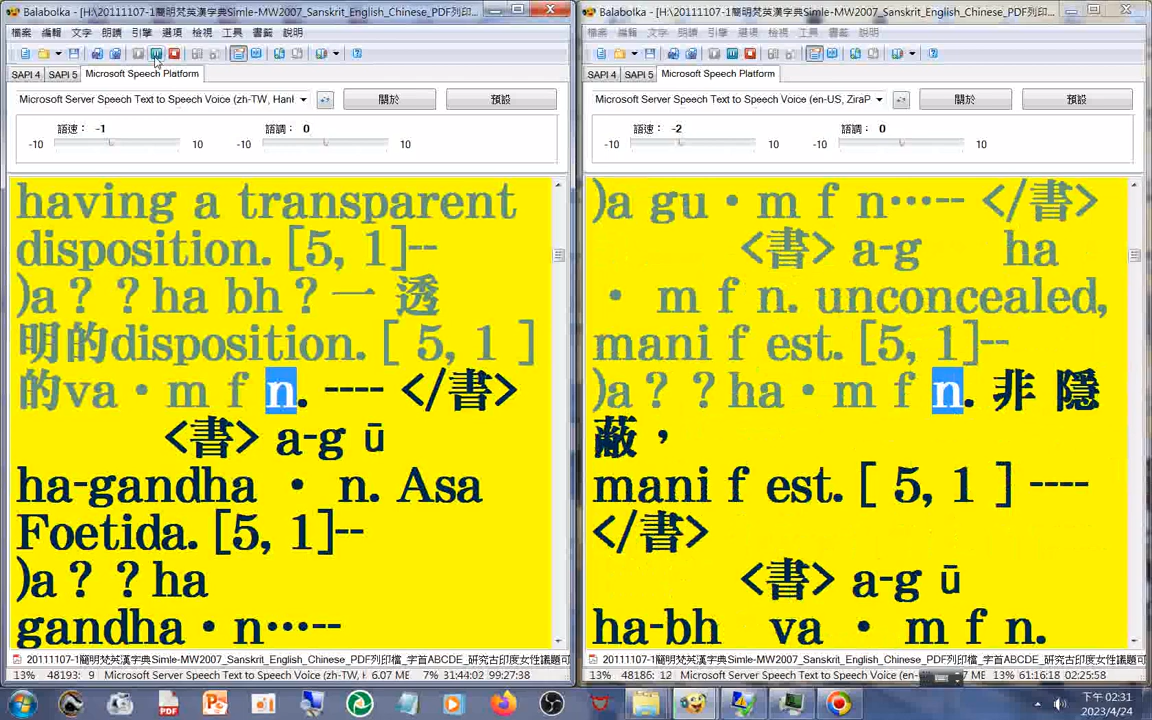 Balabolka - [H:\20111107-1簡明梵英漢字典Simle-MW2007_Sanskrit_English_Chinese_PDF列印...
檔案 編輯 文字 朗讀 引擎 選項 檢視 工具 書籤 說明
SAPI 4 SAPI 5 Microsoft Speech Platform
Microsoft Server Speech Text to Speech Voice (zh-TW, HanH 關於 預設
語速： -1 語調： 0
-10 10 -10 10
having a transparent
disposition. [5, 1]--
)a？？ha bh？一 透
明的disposition. [ 5, 1 ]
的va・m f n. ---- </書>
<書> a-g ū
ha-gandha ・ n. Asa
Foetida. [5, 1]--
)a？？ha
gandha・n…--
20111107-1簡明梵英漢字典Simle-MW2007_Sanskrit_English_Chinese_PDF列印檔_字首ABCDE_研究古印度女性議題可
13% 48193: 9 Microsoft Server Speech Text to Speech Voice (zh-TW, H 6.07 MB 7% 31:44:02 99:27:38
Balabolka - [H:\20111107-1簡明梵英漢字典Simle-MW2007_Sanskrit_English_Chinese_PDF列印...
檔案 編輯 文字 朗讀 引擎 選項 檢視 工具 書籤 說明
SAPI 4 SAPI 5 Microsoft Speech Platform
Microsoft Server Speech Text to Speech Voice (en-US, ZiraP 關於 預設
語速： -2 語調： 0
-10 10 -10 10
)a gu・m f n…-- </書>
<書> a-g ha
・ m f n. unconcealed,
mani f est. [5, 1]--
)a？？ha・m f n. 非 隱
蔽，
mani f est. [ 5, 1 ] ----
</書>
<書> a-g ū
ha-bh va ・ m f n.
20111107-1簡明梵英漢字典Simle-MW2007_Sanskrit_English_Chinese_PDF列印檔_字首ABCDE_研究古印度女性議題可
13% 48186: 12 Microsoft Server Speech Text to Speech Voice 13% 61:16:18 02:25:58
下午 02:31
2023/4/24